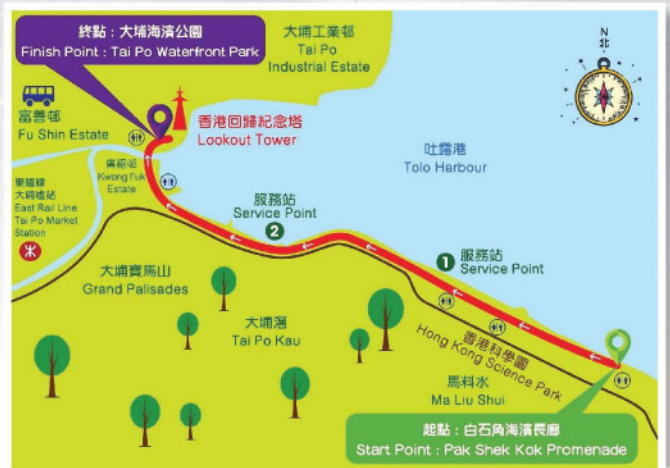 終點：大埔海濱公園
Finish Point : Tai Po Waterfront Park
大埔工業邨
Tai Po
Industrial Estate
N
北
富善邨
Fu Shin Estate
香港回歸紀念塔
Lookout Tower
吐露港
Tolo Harbour
廣福邨
Kwong Fuk
Estate
東鐵線
大埔墟站
East Rail Line
Tai Po Market
Station
服務站
Service Point
2
1
服務站
Service Point
大埔寶馬山
Grand Palisades
大埔滘
Tai Po Kau
香港科學園
Hong Kong Science Park
馬料水
Ma Liu Shui
起點：白石角海濱長廊
Start Point : Pak Shek Kok Promenade